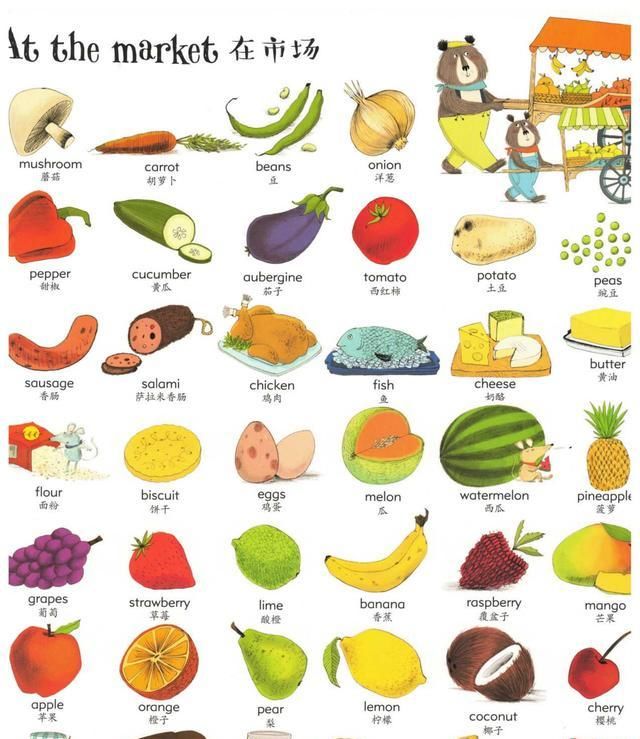 At the market 在市场
mushroom
蘑菇
carrot
胡萝卜
beans
豆
onion
洋葱
pepper
甜椒
cucumber
黄瓜
aubergine
茄子
tomato
西红柿
potato
土豆
peas
豌豆
sausage
香肠
salami
萨拉米香肠
chicken
鸡肉
fish
鱼
cheese
奶酪
butter
黄油
flour
面粉
biscuit
饼干
eggs
鸡蛋
melon
瓜
watermelon
西瓜
pineapple
菠萝
grapes
葡萄
strawberry
草莓
lime
酸橙
banana
香蕉
raspberry
覆盆子
mango
芒果
apple
苹果
orange
橙子
pear
梨
lemon
柠檬
coconut
椰子
cherry
樱桃